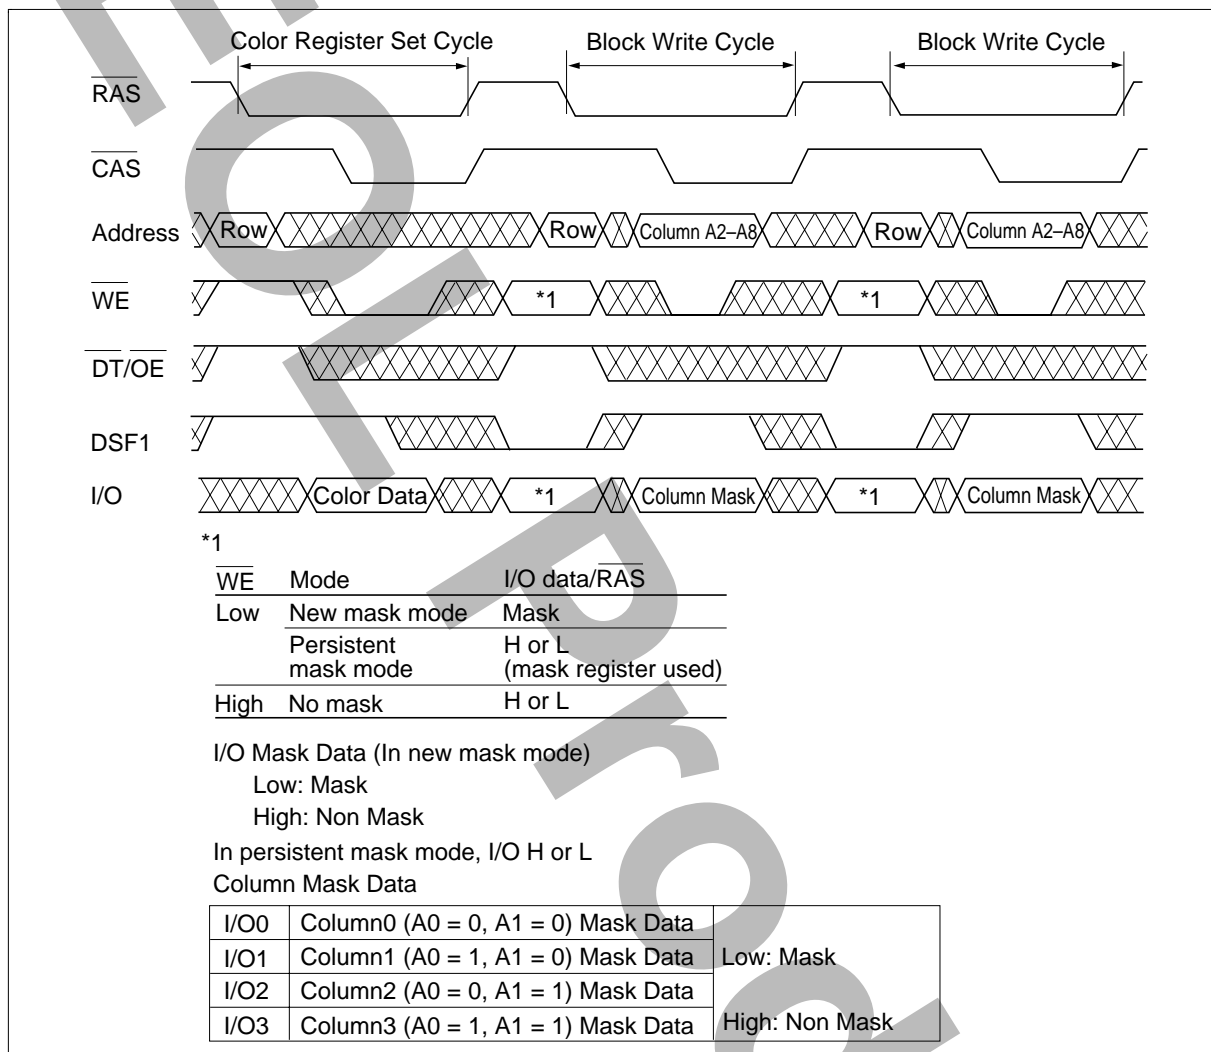 Color Register Set Cycle Block Write Cycle Block Write Cycle
RAS
CAS
Address Row Row Column A2–A8 Row Column A2–A8
WE *1 *1
DT/OE
DSF1
I/O Color Data *1 Column Mask *1 Column Mask
*1
WE Mode I/O data/RAS
Low New mask mode Mask
Persistent H or L
mask mode (mask register used)
High No mask H or L
I/O Mask Data (In new mask mode)
Low: Mask
High: Non Mask
In persistent mask mode, I/O H or L
Column Mask Data
I/O0 Column0 (A0 = 0, A1 = 0) Mask Data
I/O1 Column1 (A0 = 1, A1 = 0) Mask Data Low: Mask
I/O2 Column2 (A0 = 0, A1 = 1) Mask Data
I/O3 Column3 (A0 = 1, A1 = 1) Mask Data High: Non Mask
EOL Prod